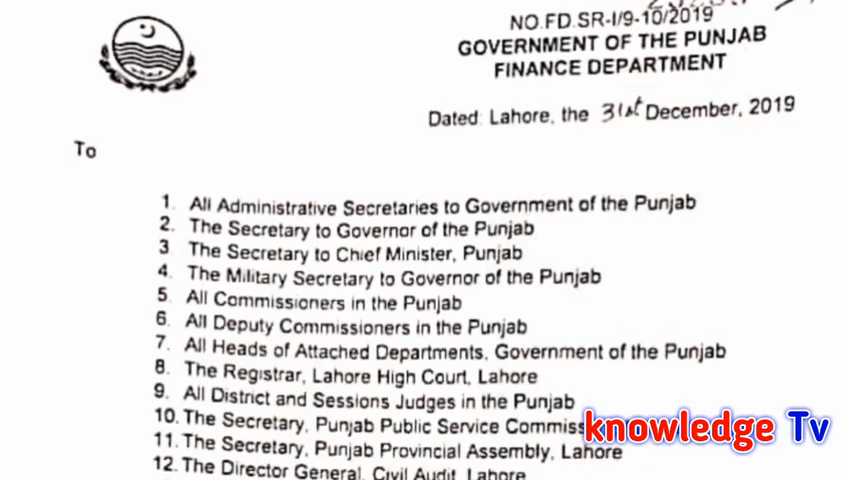 NO.FD.SR-I/9-10/2019
GOVERNMENT OF THE PUNJAB
FINANCE DEPARTMENT
Dated: Lahore, the 31st December, 2019
To
1. All Administrative Secretaries to Government of the Punjab
2. The Secretary to Governor of the Punjab
3. The Secretary to Chief Minister, Punjab
4. The Military Secretary to Governor of the Punjab
5. All Commissioners in the Punjab
6. All Deputy Commissioners in the Punjab
7. All Heads of Attached Departments, Government of the Punjab
8. The Registrar, Lahore High Court, Lahore
9. All District and Sessions Judges in the Punjab
10. The Secretary, Punjab Public Service Commiss
knowledge Tv
11. The Secretary, Punjab Provincial Assembly, Lahore
12. The Director General, Civil Audit, Lahore